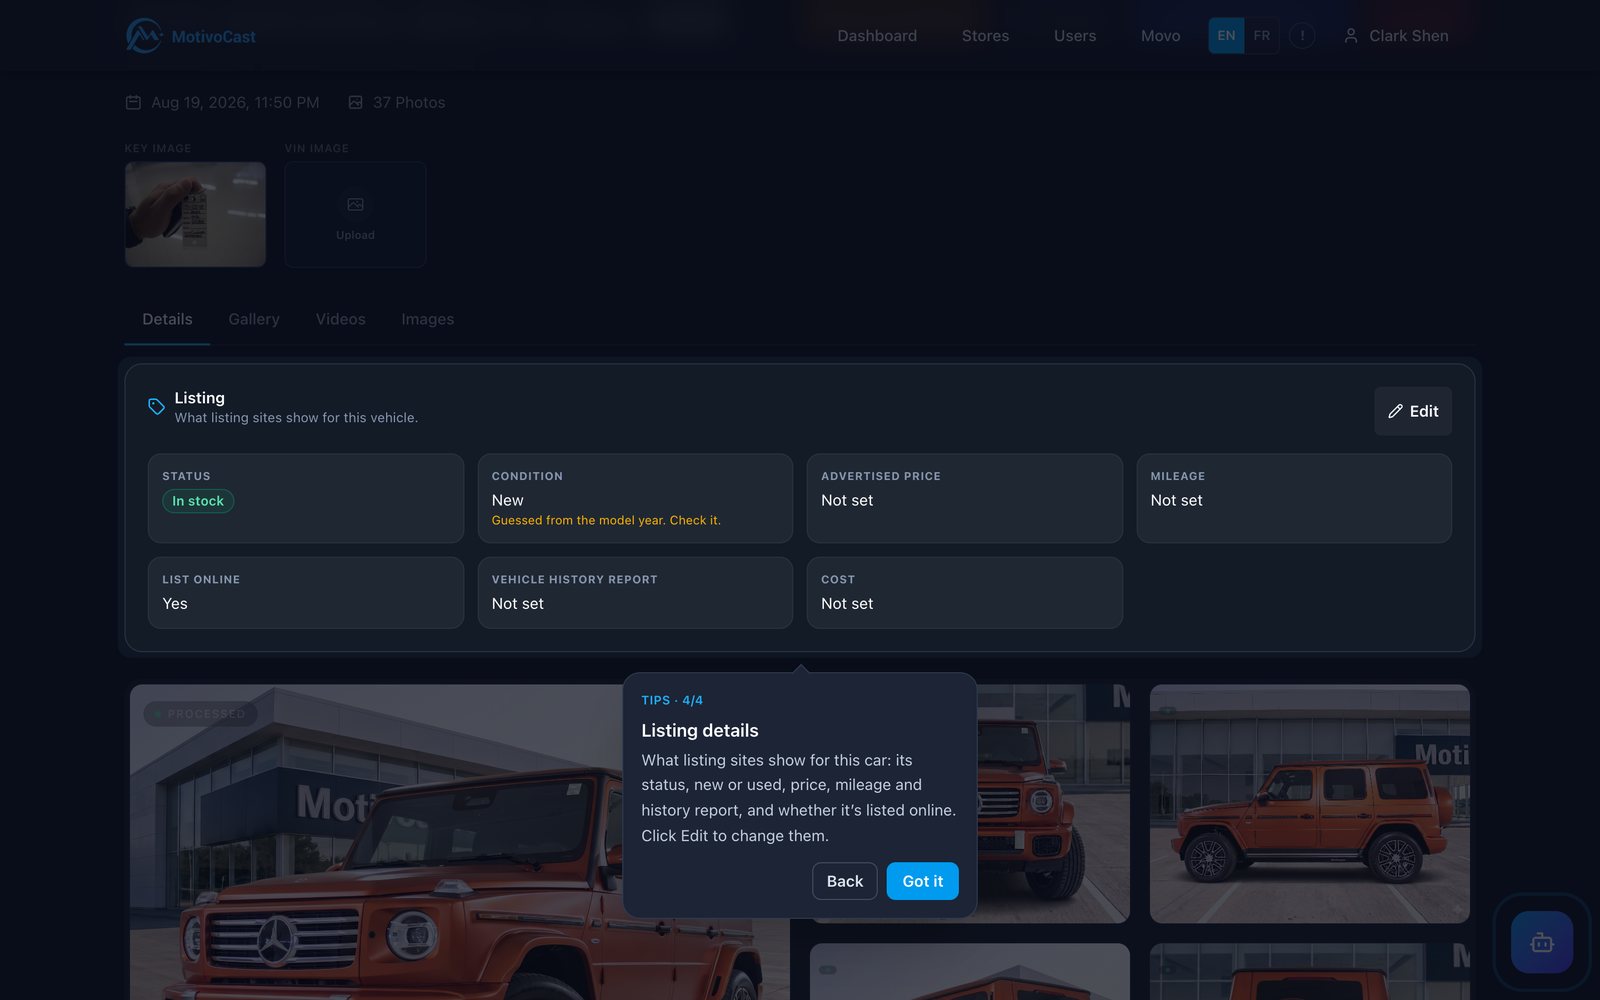 MotivoCast
Dashboard
Stores
Users
Movo
EN
FR
!
Clark Shen
Aug 19, 2026, 11:50 PM
37 Photos
KEY IMAGE
VIN IMAGE
Upload
Details
Gallery
Videos
Images
Listing
What listing sites show for this vehicle.
Edit
STATUS
In stock
CONDITION
New
Guessed from the model year. Check it.
ADVERTISED PRICE
Not set
MILEAGE
Not set
LIST ONLINE
Yes
VEHICLE HISTORY REPORT
Not set
COST
Not set
PROCESSED
Moti
Moti
TIPS · 4/4
Listing details
What listing sites show for this car: its
status, new or used, price, mileage and
history report, and whether it’s listed online.
Click Edit to change them.
Back
Got it